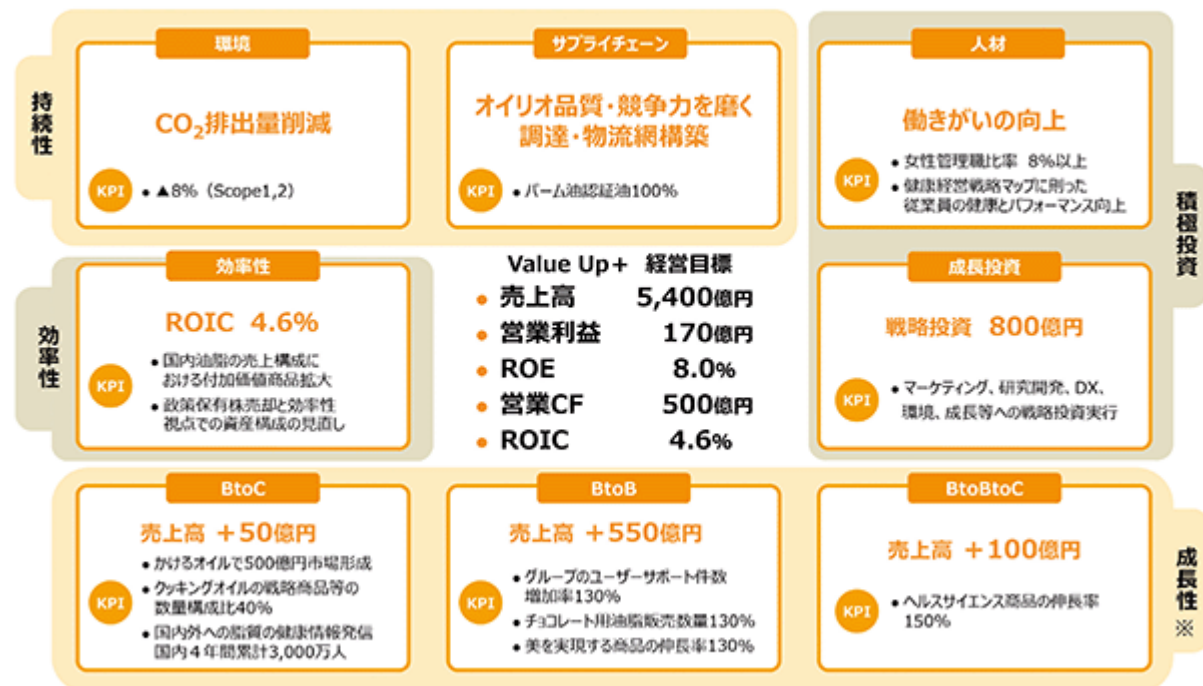 持続性
環境
CO₂排出量削減
KPI
• ▲8%（Scope1,2）
サプライチェーン
オイリオ品質・競争力を磨く
調達・物流網構築
KPI
• パーム油認証油100%
人材
働きがいの向上
KPI
• 女性管理職比率 8%以上
• 健康経営戦略マップに則った
従業員の健康とパフォーマンス向上
積極投資
効率性
効率性
ROIC 4.6%
KPI
• 国内油脂の売上構成に
おける付加価値商品拡大
• 政策保有株売却と効率性
視点での資産構成の見直し
Value Up＋ 経営目標
• 売上高 5,400億円
• 営業利益 170億円
• ROE 8.0%
• 営業CF 500億円
• ROIC 4.6%
成長投資
戦略投資 800億円
KPI
• マーケティング、研究開発、DX、
環境、成長等への戦略投資実行
BtoC
売上高 ＋50億円
KPI
• かけるオイルで500億円市場形成
• クッキングオイルの戦略商品等の
数量構成比40%
• 国内外への脂質の健康情報発信
国内４年間累計3,000万人
BtoB
売上高 ＋550億円
KPI
• グループのユーザーサポート件数
増加率130%
• チョコレート用油脂販売数量130%
• 美を実現する商品の伸長率130%
BtoBtoC
売上高 ＋100億円
KPI
• ヘルスサイエンス商品の伸長率
150%
成長性※